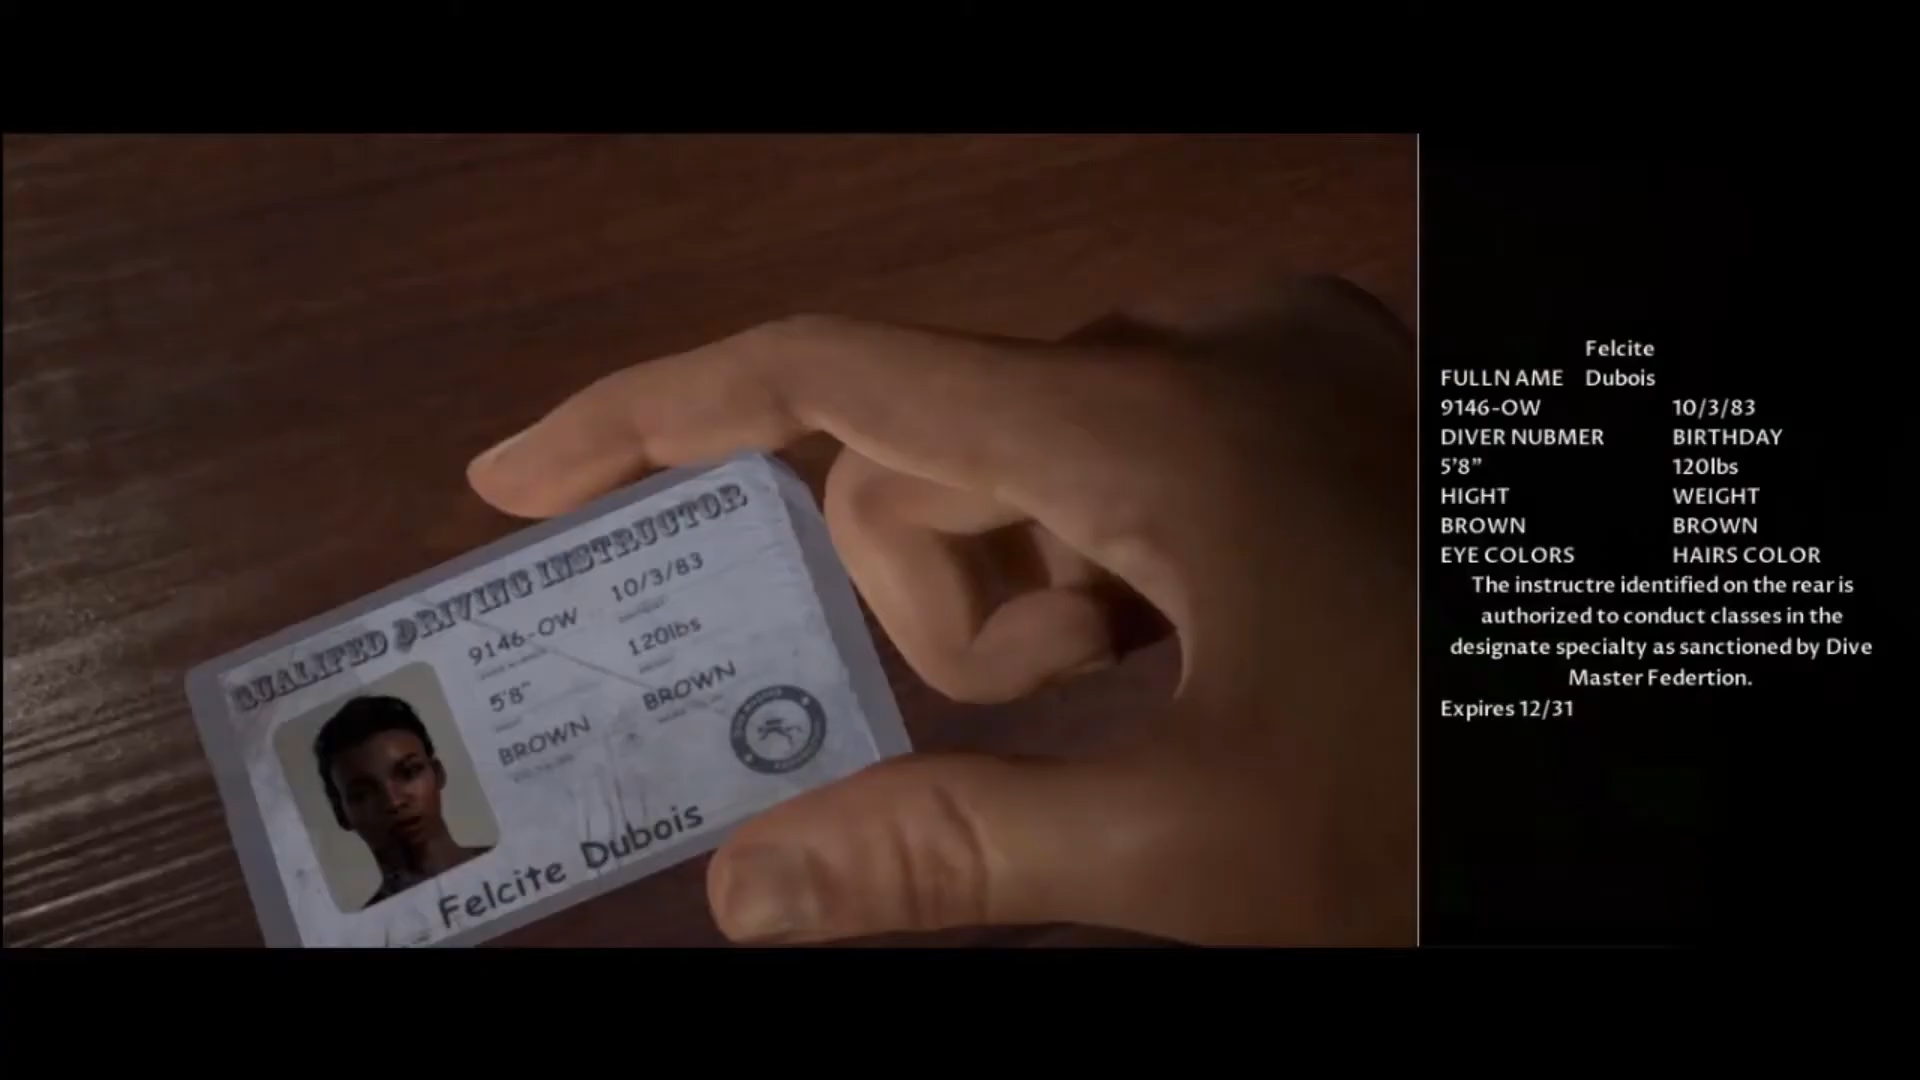 QUALIFED DRIVING INSTRUCTOR
9146-OW 10/3/83
5'8" 120lbs
BROWN BROWN
Felcite Dubois
Felcite
FULLN AME Dubois
9146-OW 10/3/83
DIVER NUBMER BIRTHDAY
5’8” 120lbs
HIGHT WEIGHT
BROWN BROWN
EYE COLORS HAIRS COLOR
The instructre identified on the rear is
authorized to conduct classes in the
designate specialty as sanctioned by Dive
Master Federtion.
Expires 12/31